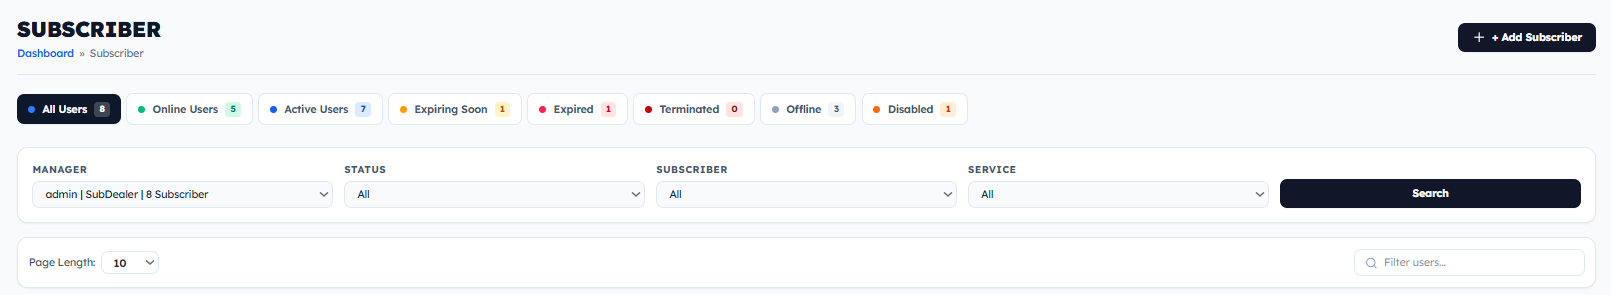 SUBSCRIBER
Dashboard » Subscriber
+ Add Subscriber
All Users 8 Online Users 5 Active Users 7 Expiring Soon 1 Expired 1 Terminated 0 Offline 3 Disabled 1
MANAGER STATUS SUBSCRIBER SERVICE
admin | SubDealer | 8 Subscriber All All All Search
Page Length: 10 Filter users...